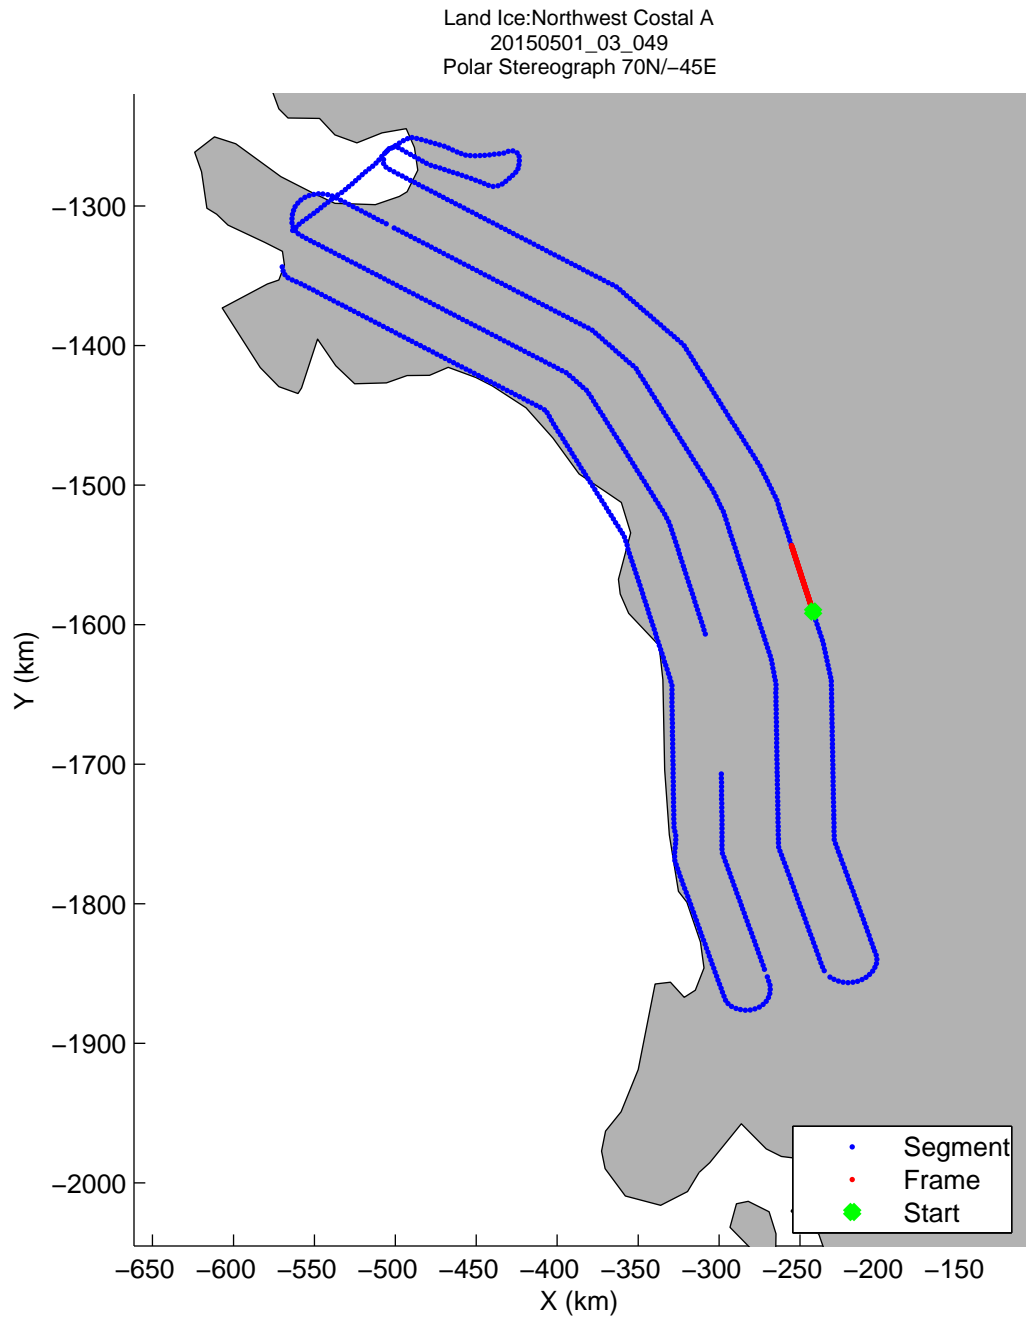 Land Ice:Northwest Costal A
20150501_03_049
Polar Stereograph 70N/−45E
Y (km)
−1300
−1400
−1500
−1600
−1700
−1800
−1900
−2000
Segment
Frame
Start
−650 −600 −550 −500 −450 −400 −350 −300 −250 −200 −150
X (km)